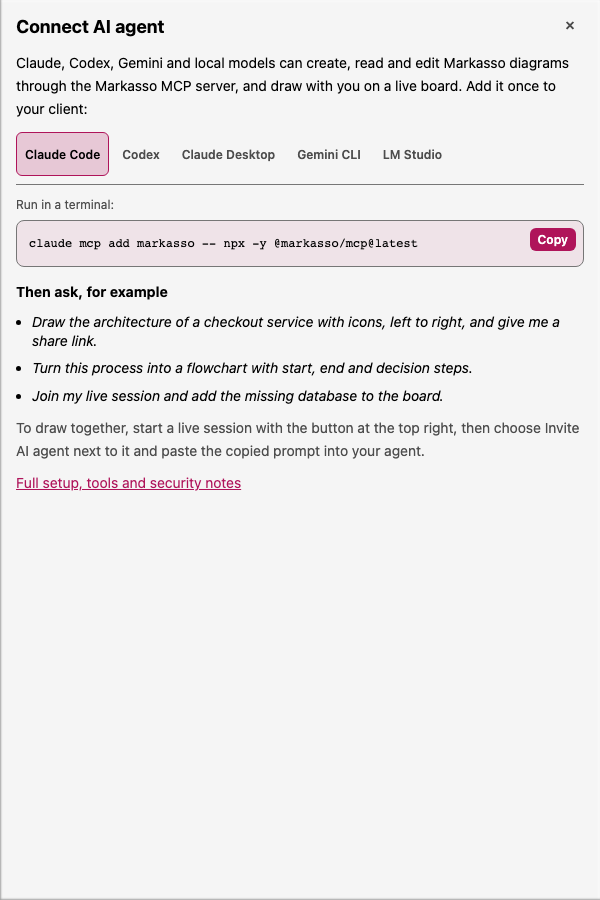 Connect AI agent ×
Claude, Codex, Gemini and local models can create, read and edit Markasso diagrams
through the Markasso MCP server, and draw with you on a live board. Add it once to
your client:
Claude Code Codex Claude Desktop Gemini CLI LM Studio
Run in a terminal:
claude mcp add markasso -- npx -y @markasso/mcp@latest Copy
Then ask, for example
• Draw the architecture of a checkout service with icons, left to right, and give me a
share link.
• Turn this process into a flowchart with start, end and decision steps.
• Join my live session and add the missing database to the board.
To draw together, start a live session with the button at the top right, then choose Invite
AI agent next to it and paste the copied prompt into your agent.
Full setup, tools and security notes